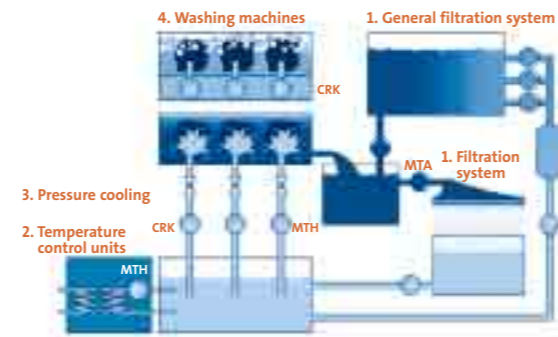 4. Washing machines
1. General filtration system
CRK
MTA
1. Filtration
system
3. Pressure cooling
2. Temperature
control units
CRK
MTH
MTH